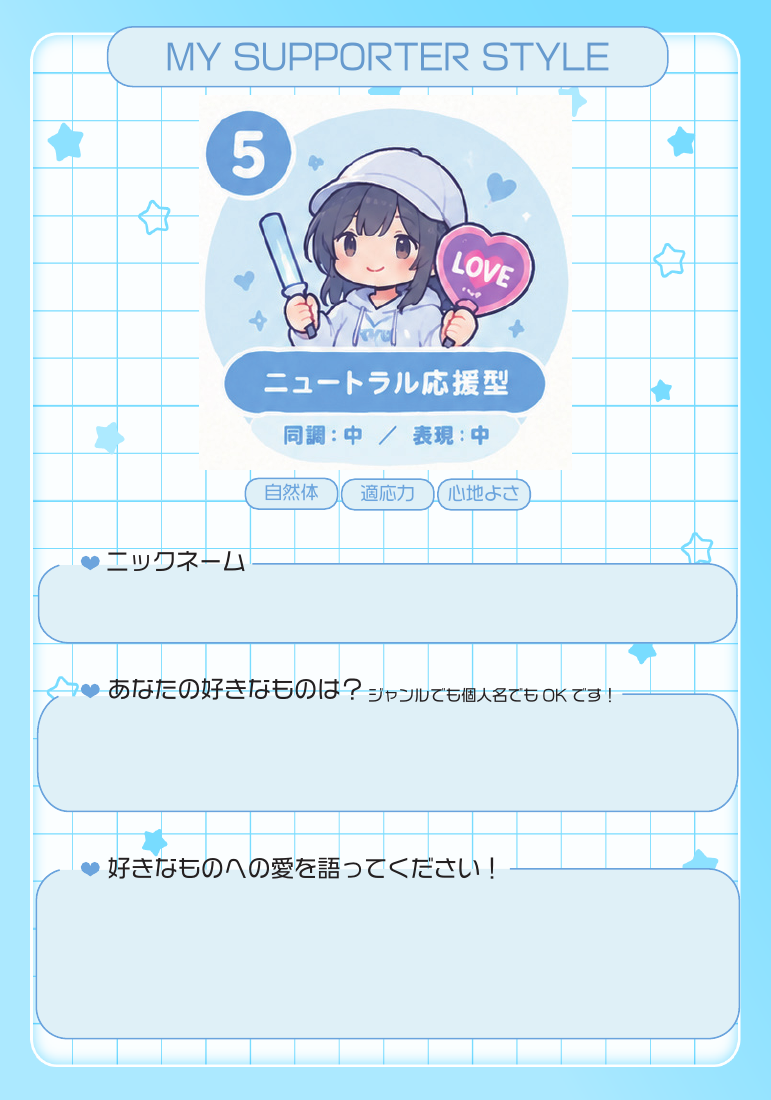 MY SUPPORTER STYLE
5
LOVE
ニュートラル応援型
同調：中 ／ 表現：中
自然体 適応力 心地よさ
ニックネーム
あなたの好きなものは？ ジャンルでも個人名でも OK です！
好きなものへの愛を語ってください！